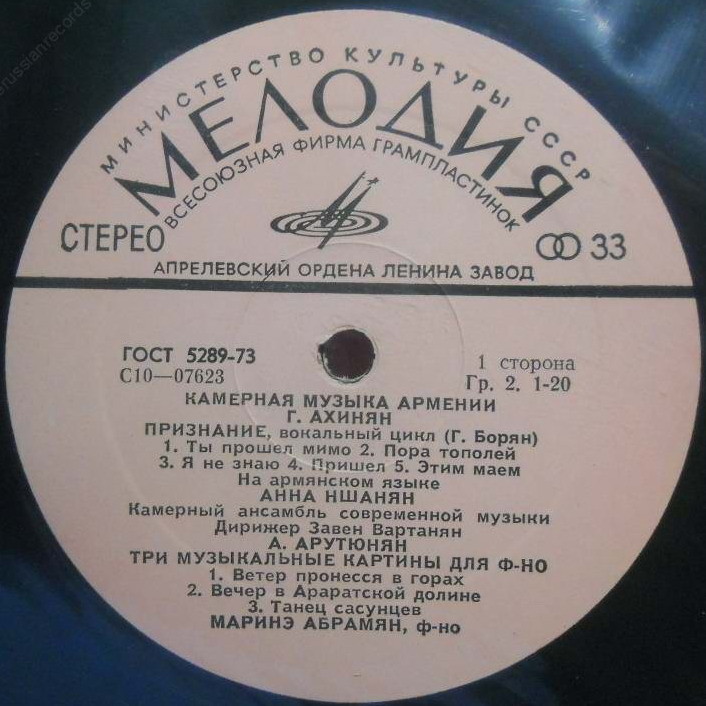 МИНИСТЕРСТВО КУЛЬТУРЫ СССР
МЕЛОДИЯ
ВСЕСОЮЗНАЯ ФИРМА ГРАМПЛАСТИНОК
СТЕРЕО
33
АПРЕЛЕВСКИЙ ОРДЕНА ЛЕНИНА ЗАВОД
ГОСТ 5289-73
С10—07623
1 сторона
Гр. 2. 1-20
КАМЕРНАЯ МУЗЫКА АРМЕНИИ
Г. АХИНЯН
ПРИЗНАНИЕ, вокальный цикл (Г. Борян)
1. Ты прошел мимо 2. Пора тополей
3. Я не знаю 4. Пришел 5. Этим маем
На армянском языке
АННА НШАНЯН
Камерный ансамбль современной музыки
Дирижер Завен Вартанян
А. АРУТЮНЯН
ТРИ МУЗЫКАЛЬНЫЕ КАРТИНЫ ДЛЯ Ф-НО
1. Ветер пронесся в горах
2. Вечер в Араратской долине
3. Танец сасунцев
МАРИНЭ АБРАМЯН, ф-но